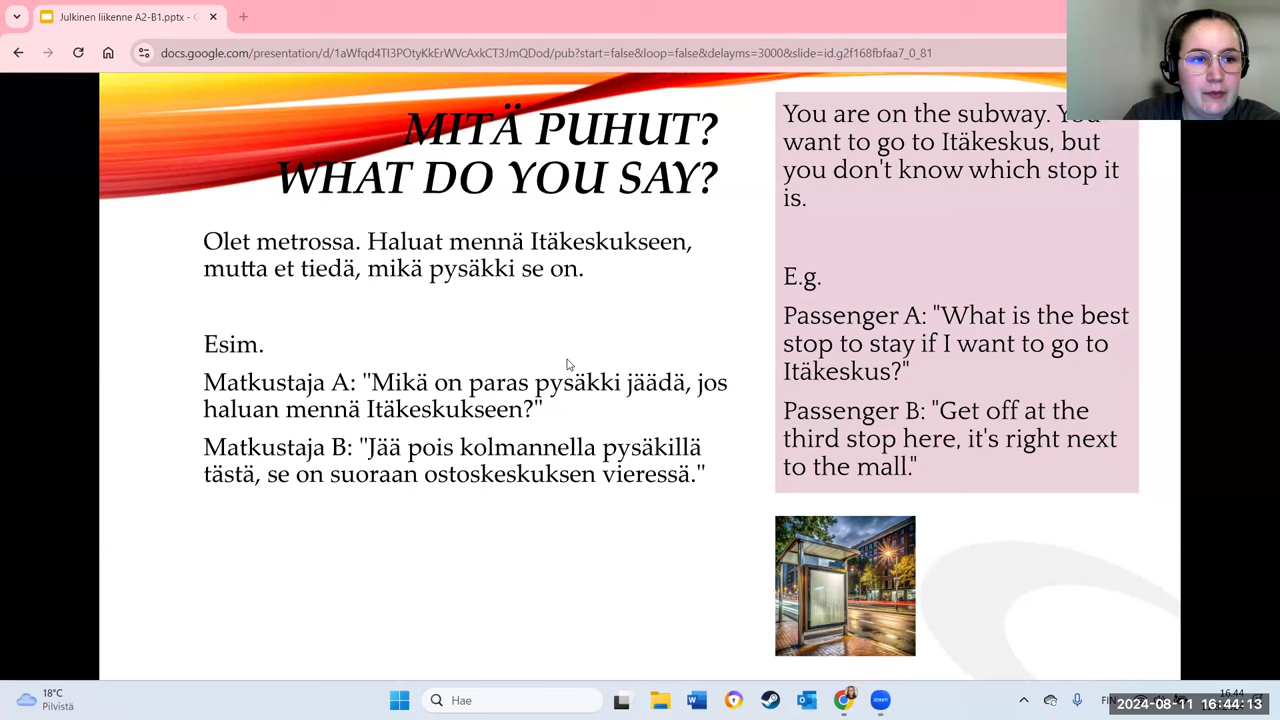 Julkinen liikenne A2-B1.pptx - G
docs.google.com/presentation/d/1aWfqd4TI3POtyKkErWVcAxkCT3JmQDod/pub?start=false&loop=false&delayms=3000&slide=id.g2f168fbfaa7_0_81
MITÄ PUHUT?
WHAT DO YOU SAY?
Olet metrossa. Haluat mennä Itäkeskukseen,
mutta et tiedä, mikä pysäkki se on.
Esim.
Matkustaja A: "Mikä on paras pysäkki jäädä, jos
haluan mennä Itäkeskukseen?"
Matkustaja B: "Jää pois kolmannella pysäkillä
tästä, se on suoraan ostoskeskuksen vieressä."
You are on the subway. You
want to go to Itäkeskus, but
you don't know which stop it
is.
E.g.
Passenger A: "What is the best
stop to stay if I want to go to
Itäkeskus?"
Passenger B: "Get off at the
third stop here, it's right next
to the mall."
18°C
Pilvistä
Hae
zoom
FIN
16.44
2024-08-11 16:44:13